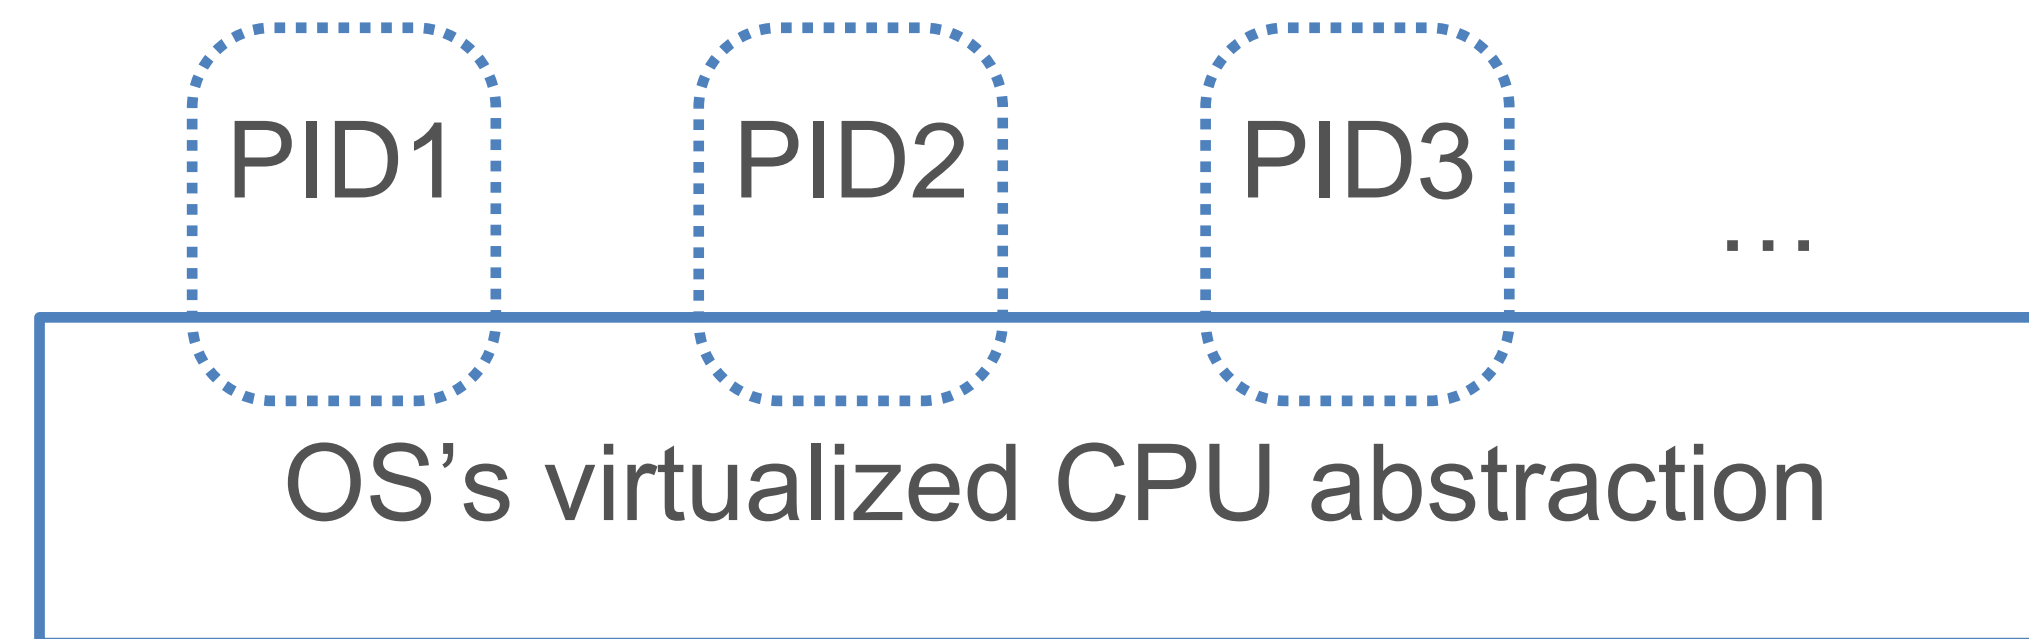 PID1 PID2 PID3 …
OS’s virtualized CPU abstraction